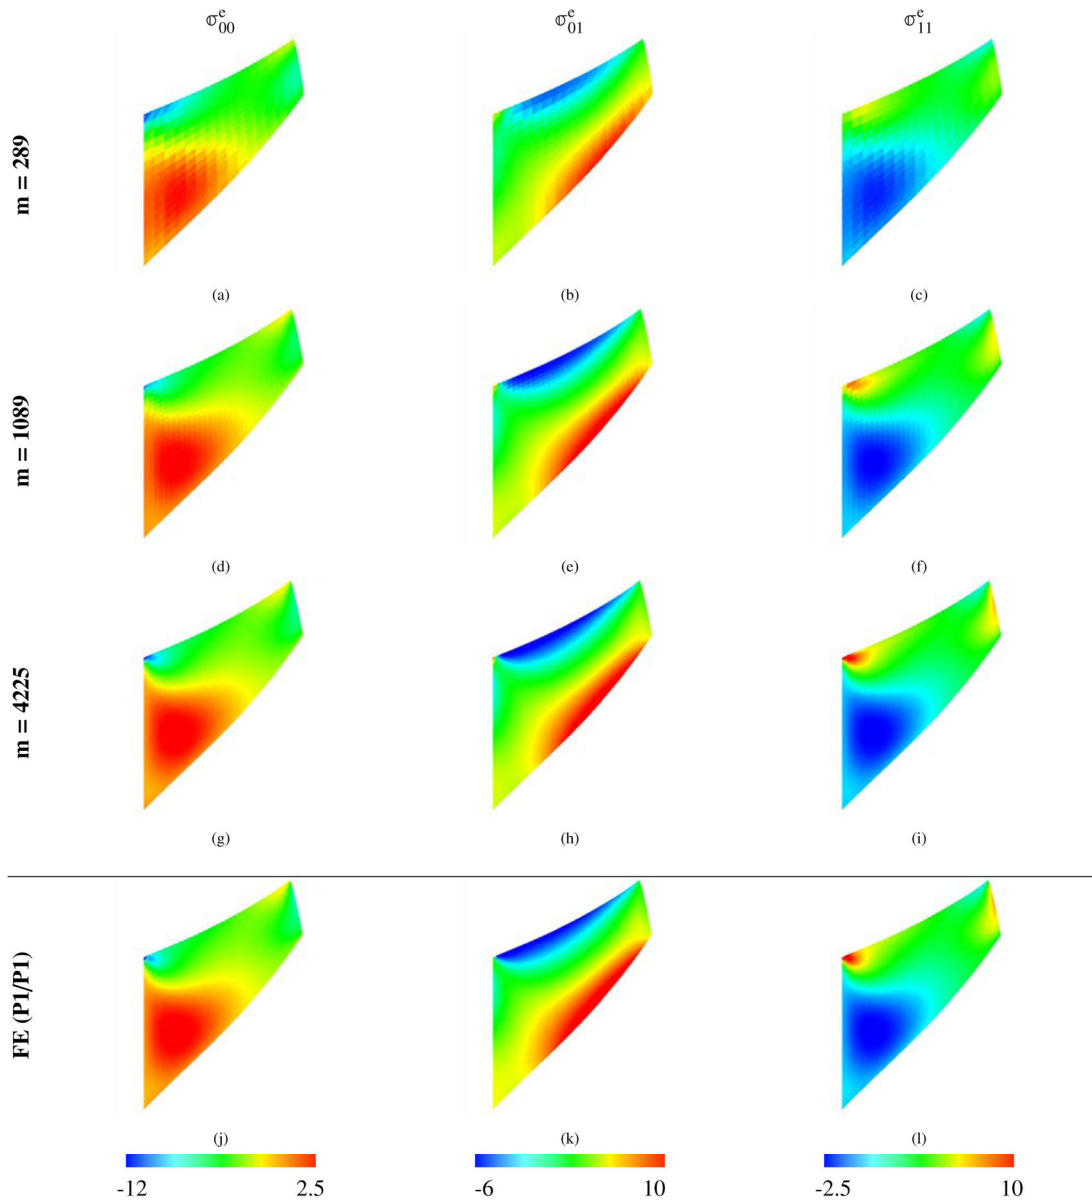 σ^e_00 σ^e_01 σ^e_11
m = 289
(a) (b) (c)
m = 1089
(d) (e) (f)
m = 4225
(g) (h) (i)
FE (P1/P1)
(j) (k) (l)
-12 2.5 -6 10 -2.5 10